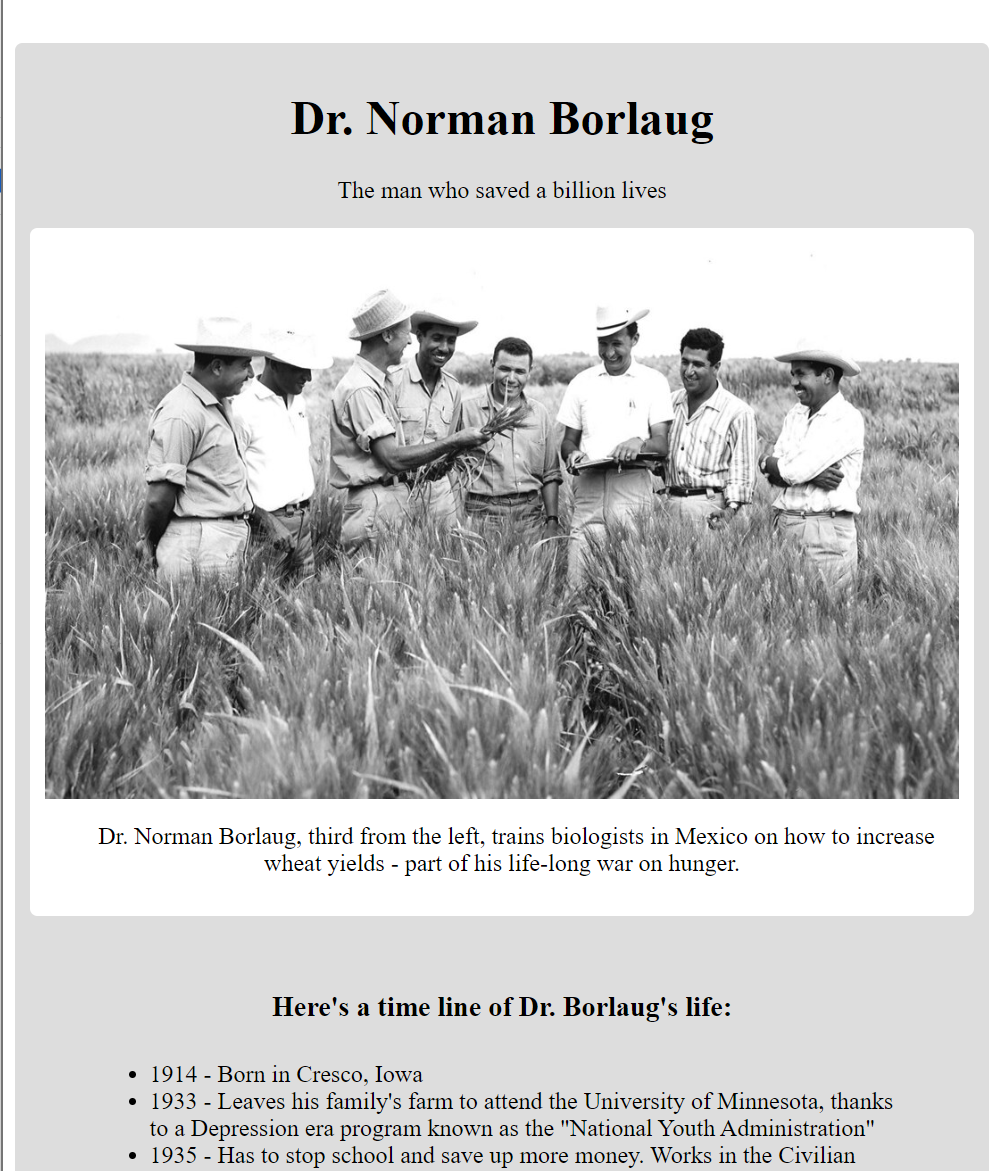 Dr. Norman Borlaug
The man who saved a billion lives
Dr. Norman Borlaug, third from the left, trains biologists in Mexico on how to increase
wheat yields - part of his life-long war on hunger.
Here's a time line of Dr. Borlaug's life:
• 1914 - Born in Cresco, Iowa
• 1933 - Leaves his family's farm to attend the University of Minnesota, thanks
to a Depression era program known as the "National Youth Administration"
• 1935 - Has to stop school and save up more money. Works in the Civilian